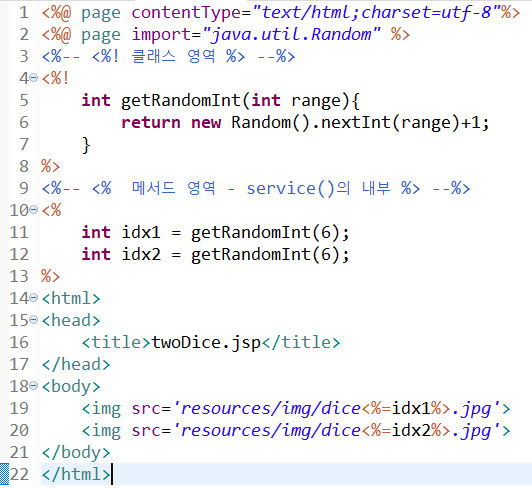 1 <%@ page contentType="text/html;charset=utf-8"%>
2 <%@ page import="java.util.Random" %>
3 <%-- <%! 클래스 영역 %> --%>
4 <%!
5     int getRandomInt(int range){
6         return new Random().nextInt(range)+1;
7     }
8 %>
9 <%-- <%  메서드 영역 - service()의 내부 %> --%>
10 <%
11     int idx1 = getRandomInt(6);
12     int idx2 = getRandomInt(6);
13 %>
14 <html>
15 <head>
16     <title>twoDice.jsp</title>
17 </head>
18 <body>
19     <img src='resources/img/dice<%=idx1%>.jpg'>
20     <img src='resources/img/dice<%=idx2%>.jpg'>
21 </body>
22 </html>